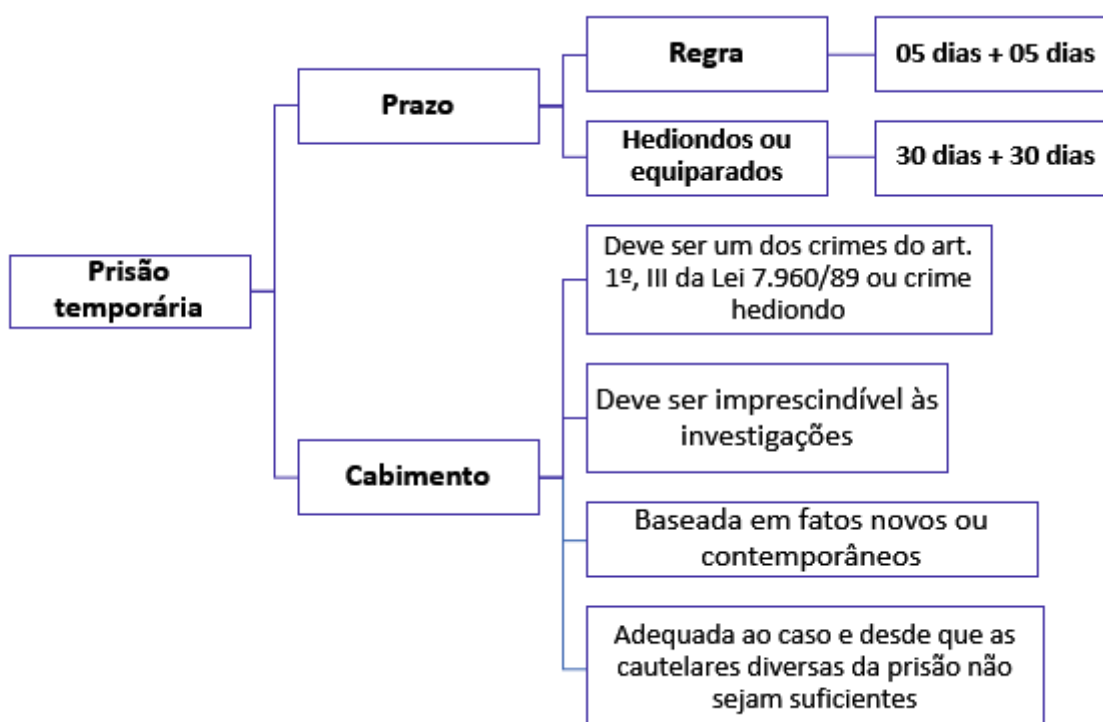 Prisão
temporária
Prazo
Regra
05 dias + 05 dias
Hediondos ou
equiparados
30 dias + 30 dias
Cabimento
Deve ser um dos crimes do art.
1º, III da Lei 7.960/89 ou crime
hediondo
Deve ser imprescindível às
investigações
Baseada em fatos novos ou
contemporâneos
Adequada ao caso e desde que as
cautelares diversas da prisão não
sejam suficientes